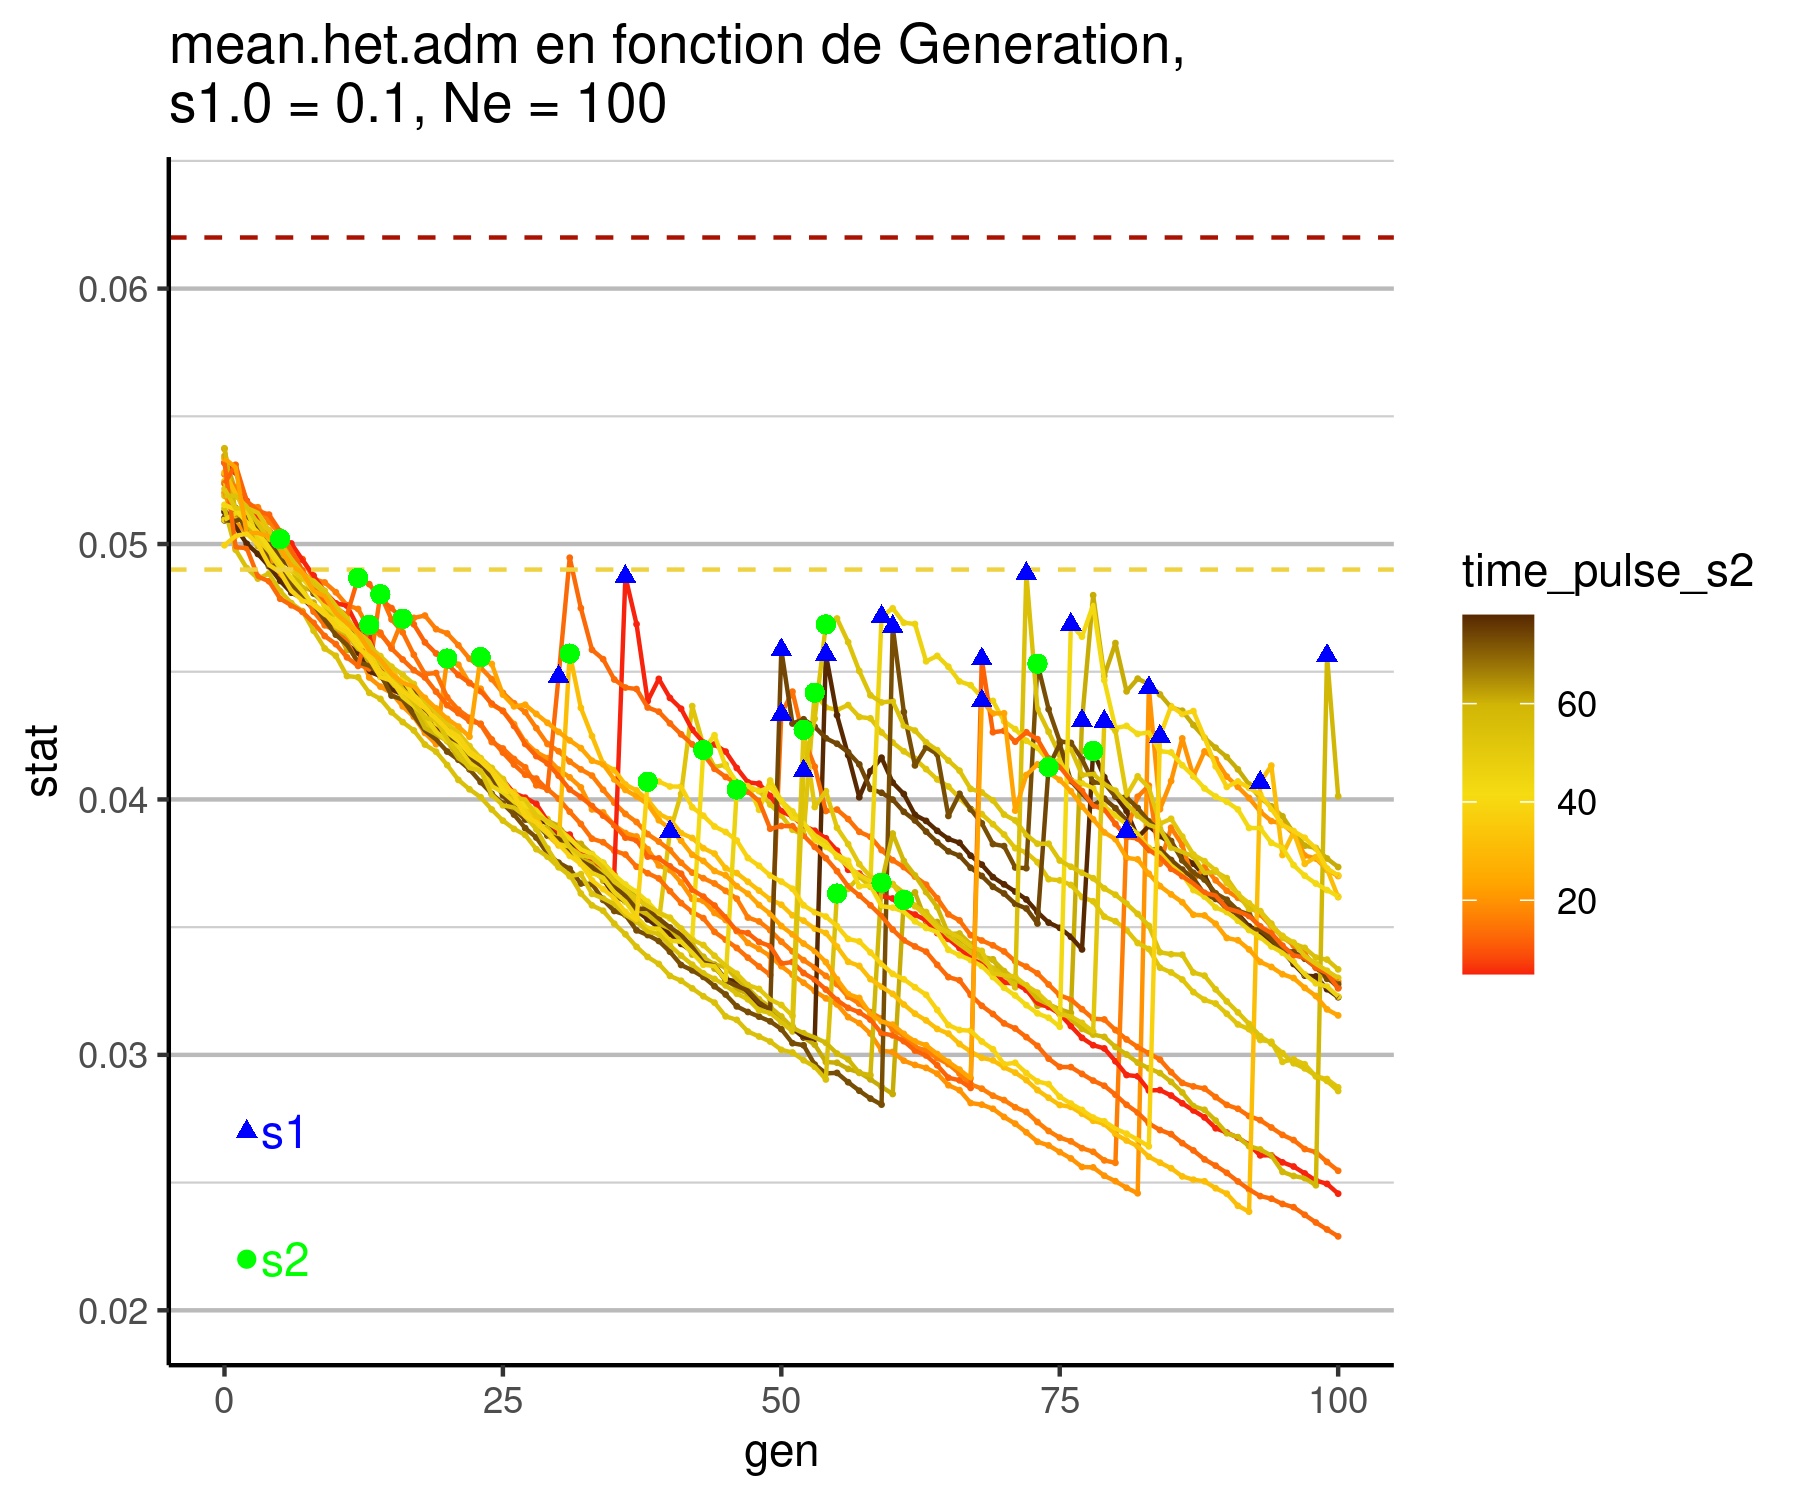 mean.het.adm en fonction de Generation,
s1.0 = 0.1, Ne = 100
stat
0.06
0.05
0.04
0.03
0.02
s1
s2
0
25
50
75
100
gen
time_pulse_s2
60
40
20